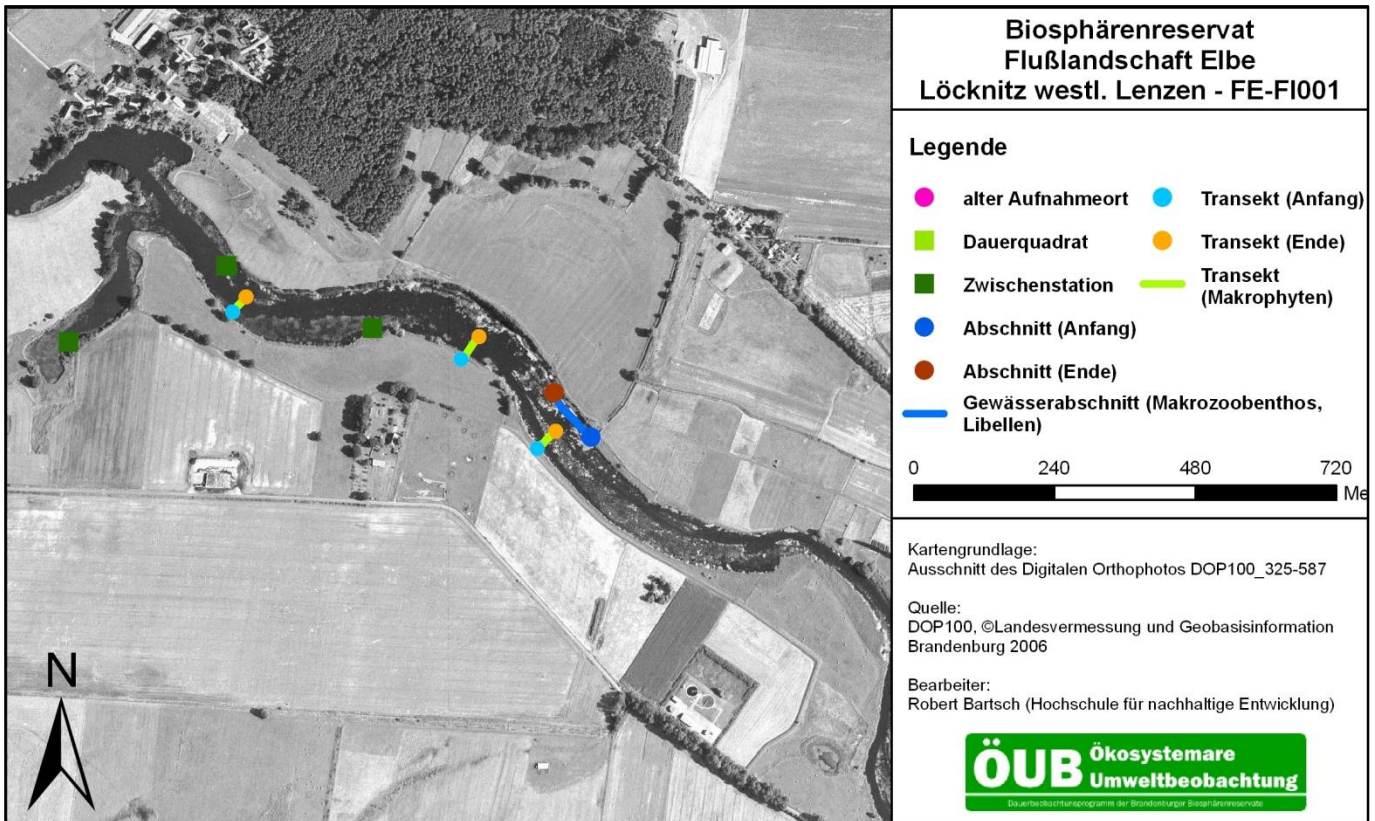 Biosphärenreservat
Flußlandschaft Elbe
Löcknitz westl. Lenzen - FE-FI001
Legende
alter Aufnahmeort
Dauerquadrat
Zwischenstation
Abschnitt (Anfang)
Abschnitt (Ende)
Gewässerabschnitt (Makrozoobenthos,
Libellen)
Transekt (Anfang)
Transekt (Ende)
Transekt
(Makrophyten)
0 240 480 720
Me
Kartengrundlage:
Ausschnitt des Digitalen Orthophotos DOP100_325-587
Quelle:
DOP100, ©Landesvermessung und Geobasisinformation
Brandenburg 2006
Bearbeiter:
Robert Bartsch (Hochschule für nachhaltige Entwicklung)
ÖUB Ökosystemare
Umweltbeobachtung
Dauerbeobachtungsprogramm der Brandenburger Biosphärenreservate
N